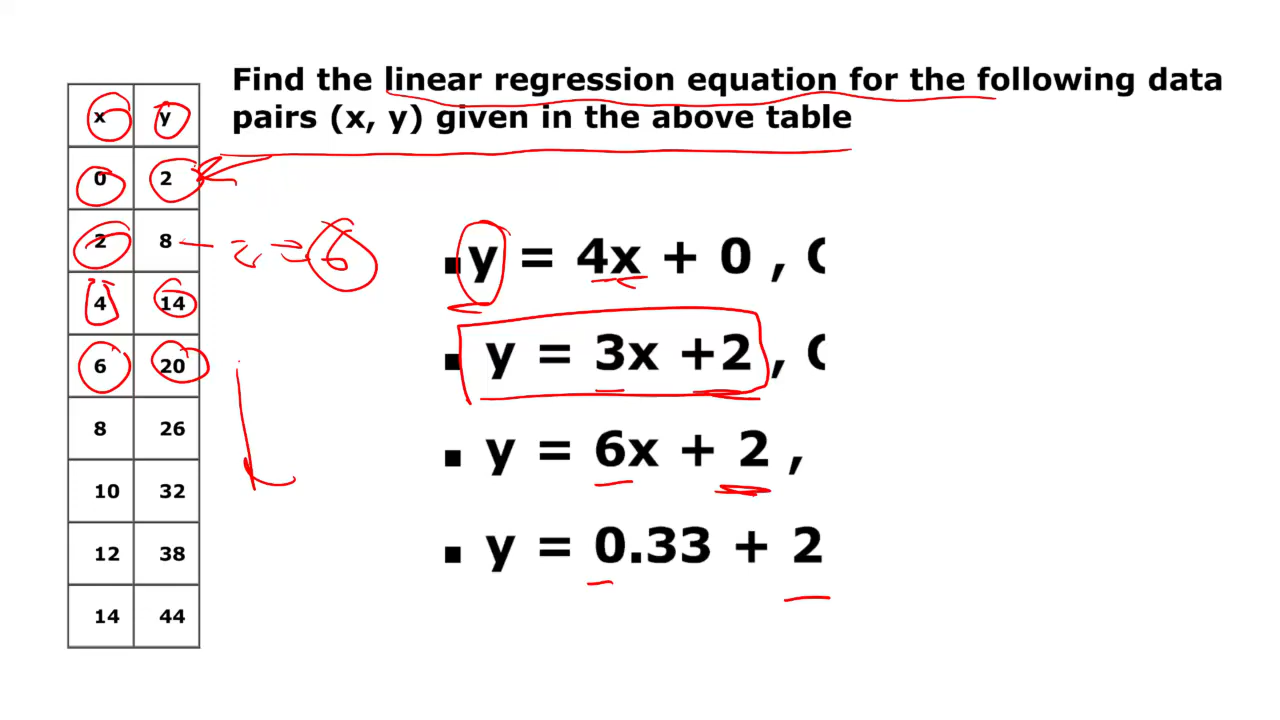 Find the linear regression equation for the following data
pairs (x, y) given in the above table
x y
0 2
2 8
4 14
6 20
8 26
10 32
12 38
14 44
6
▪y = 4x + 0 ,
▪ y = 3x +2 ,
▪ y = 6x + 2 ,
▪ y = 0.33 + 2